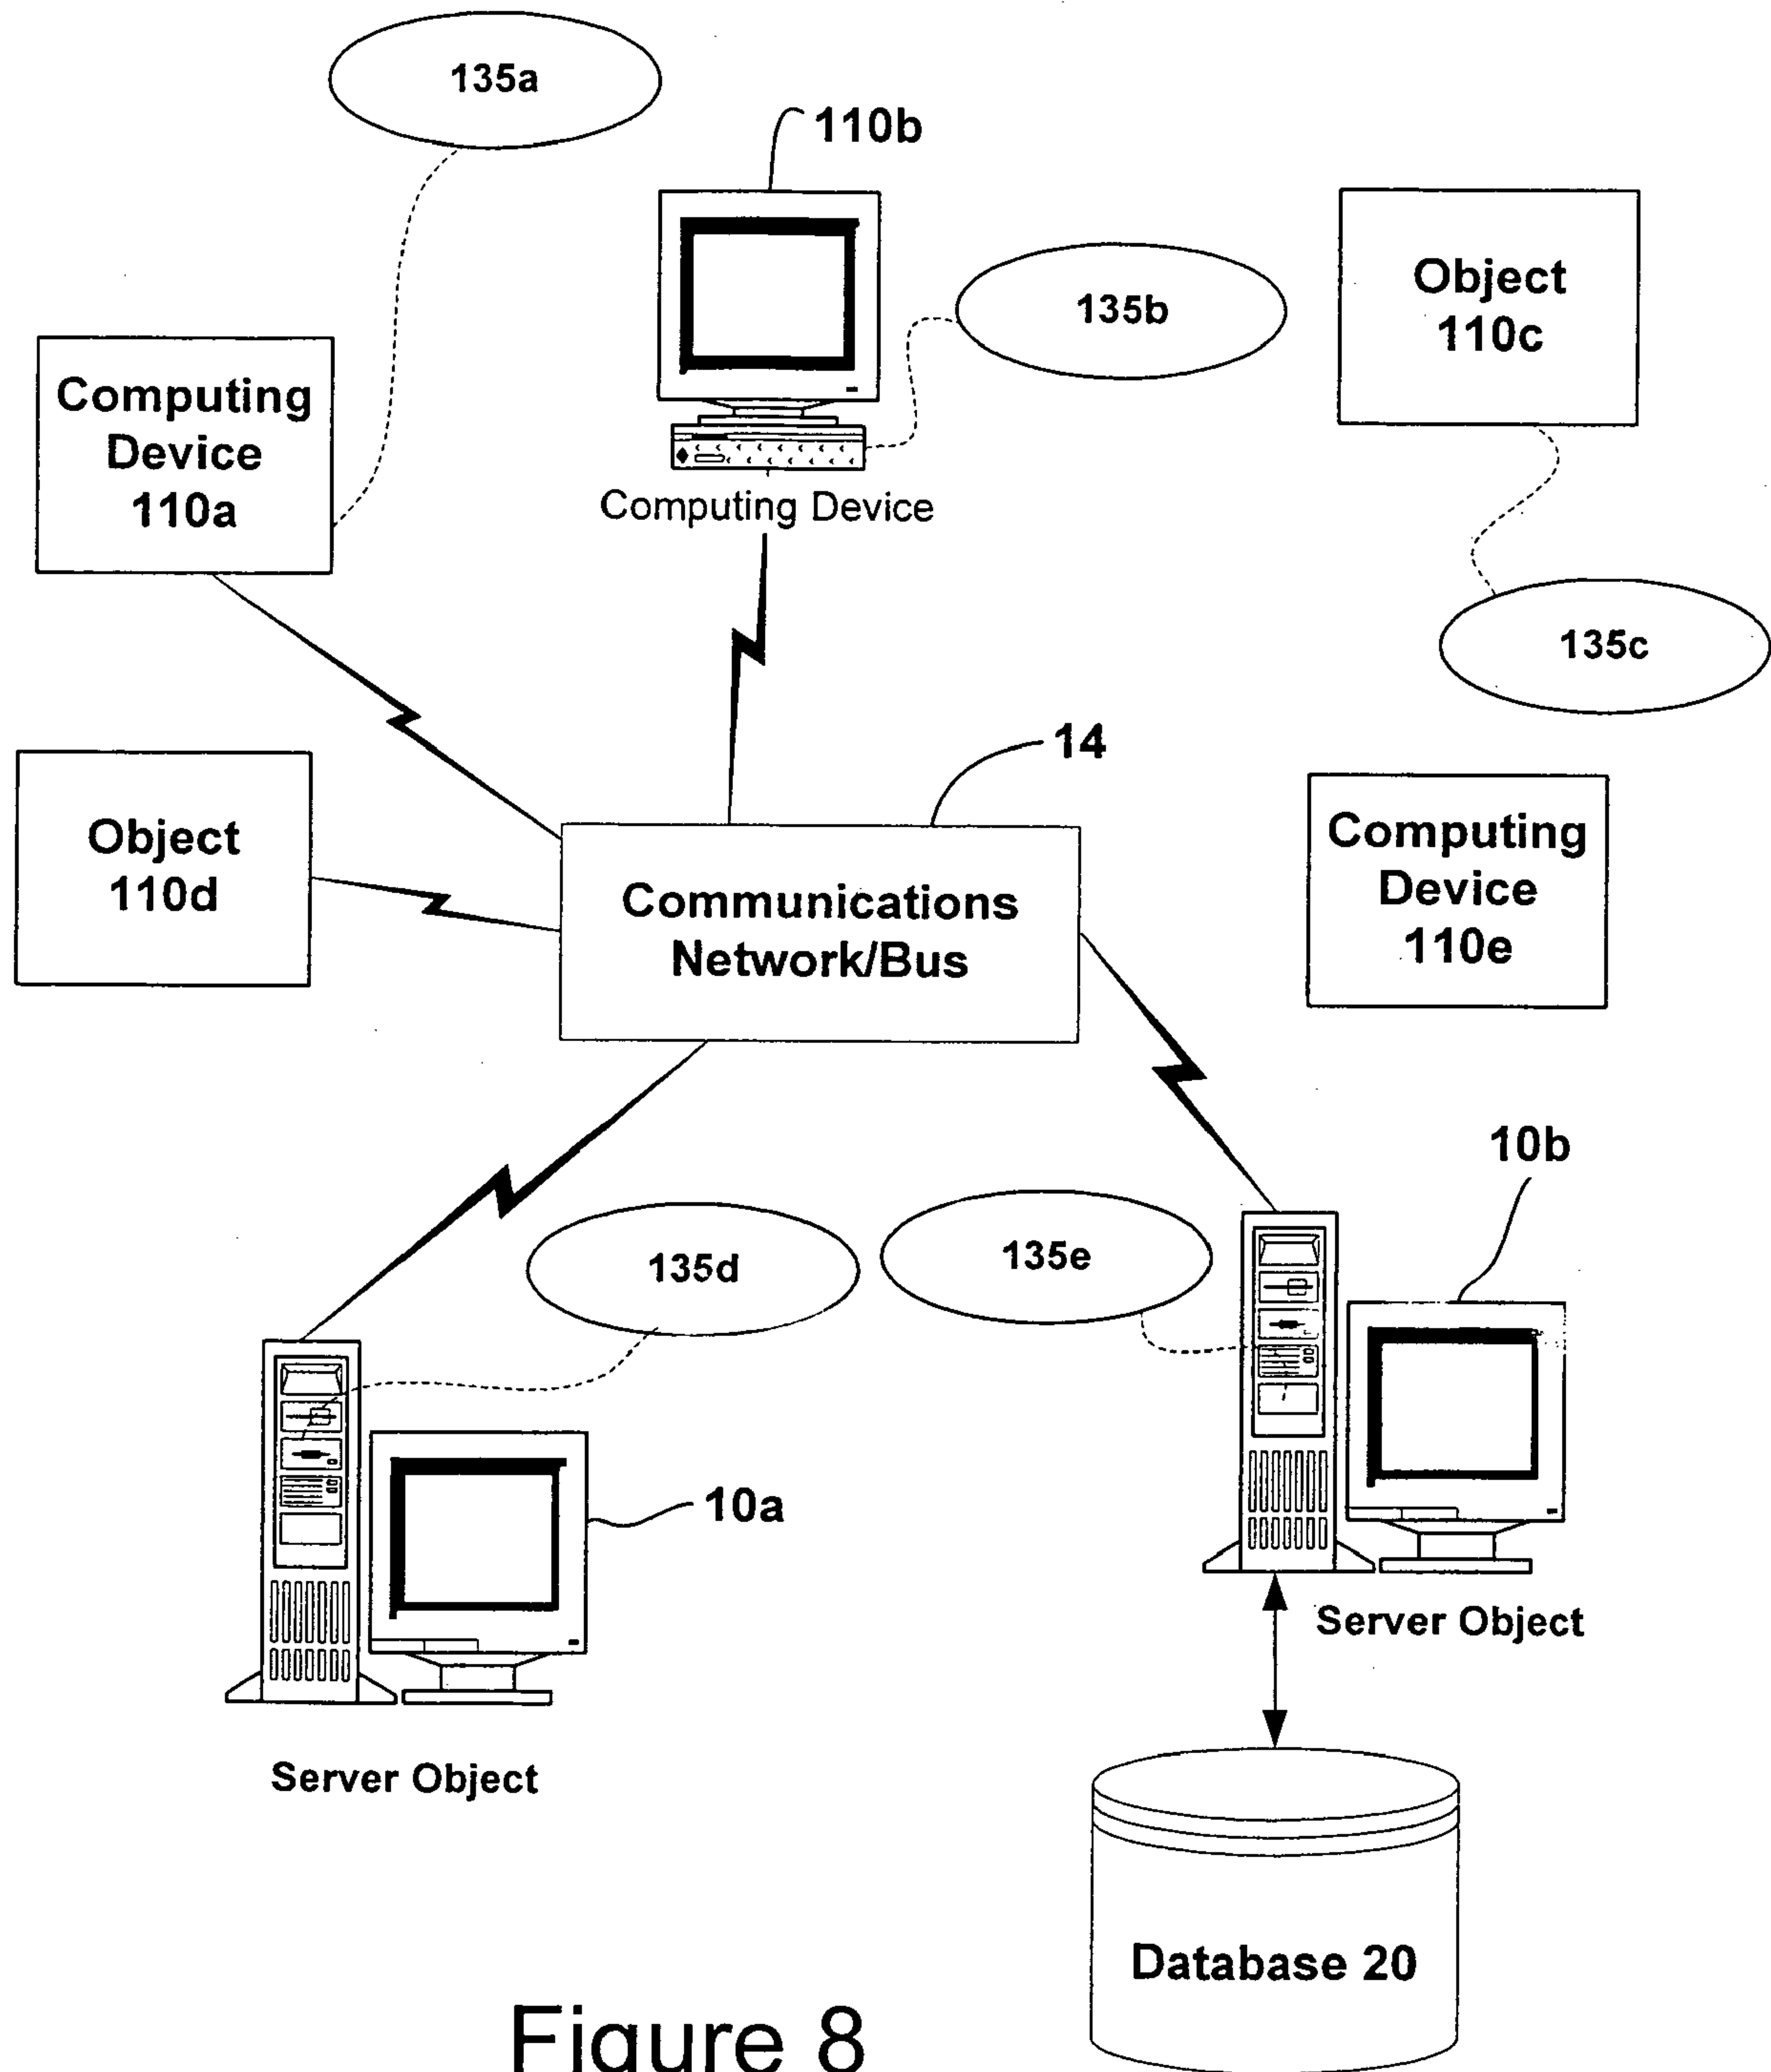 135a
110b
Object
110c
135b
Computing
Device
110a
Computing Device
135c
14
Object
110d
Communications
Network/Bus
Computing
Device
110e
10b
135d
135e
10a
Server Object
Server Object
Database 20
Figure 8